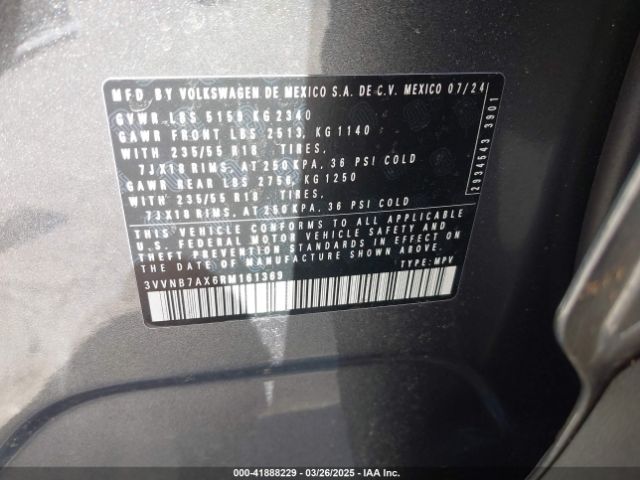 MFD. BY VOLKSWAGEN DE MEXICO S.A. DE C.V. MEXICO 07/24
GVWR LBS 5159 KG 2340
GAWR FRONT LBS 2513, KG 1140
WITH 235/55 R18 TIRES,
7JX18 RIMS, AT 250 KPA, 36 PSI COLD
GAWR REAR LBS 2756, KG 1250
WITH 235/55 R18 TIRES,
7JX18 RIMS, AT 250 KPA, 36 PSI COLD
THIS VEHICLE CONFORMS TO ALL APPLICABLE
U.S. FEDERAL MOTOR VEHICLE SAFETY AND
THEFT PREVENTION STANDARDS IN EFFECT ON
THE DATE OF MANUFACTURE SHOWN ABOVE.
TYPE: MPV
2934543 3901
000-41888229 - 03/26/2025 - IAA Inc.